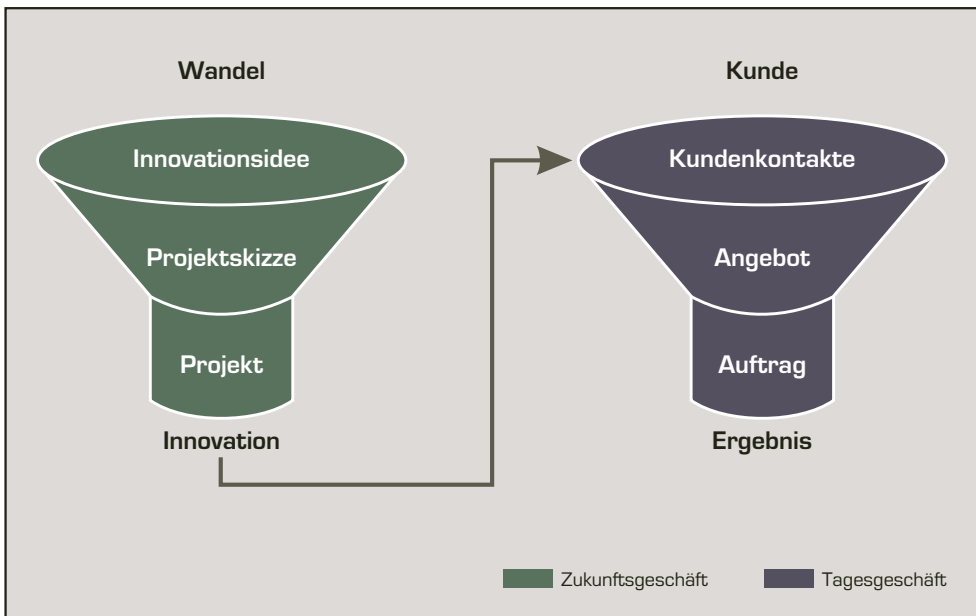 Wandel
Innovationsidee
Projektskizze
Projekt
Innovation
Kunde
Kundenkontakte
Angebot
Auftrag
Ergebnis
Zukunftsgeschäft
Tagesgeschäft